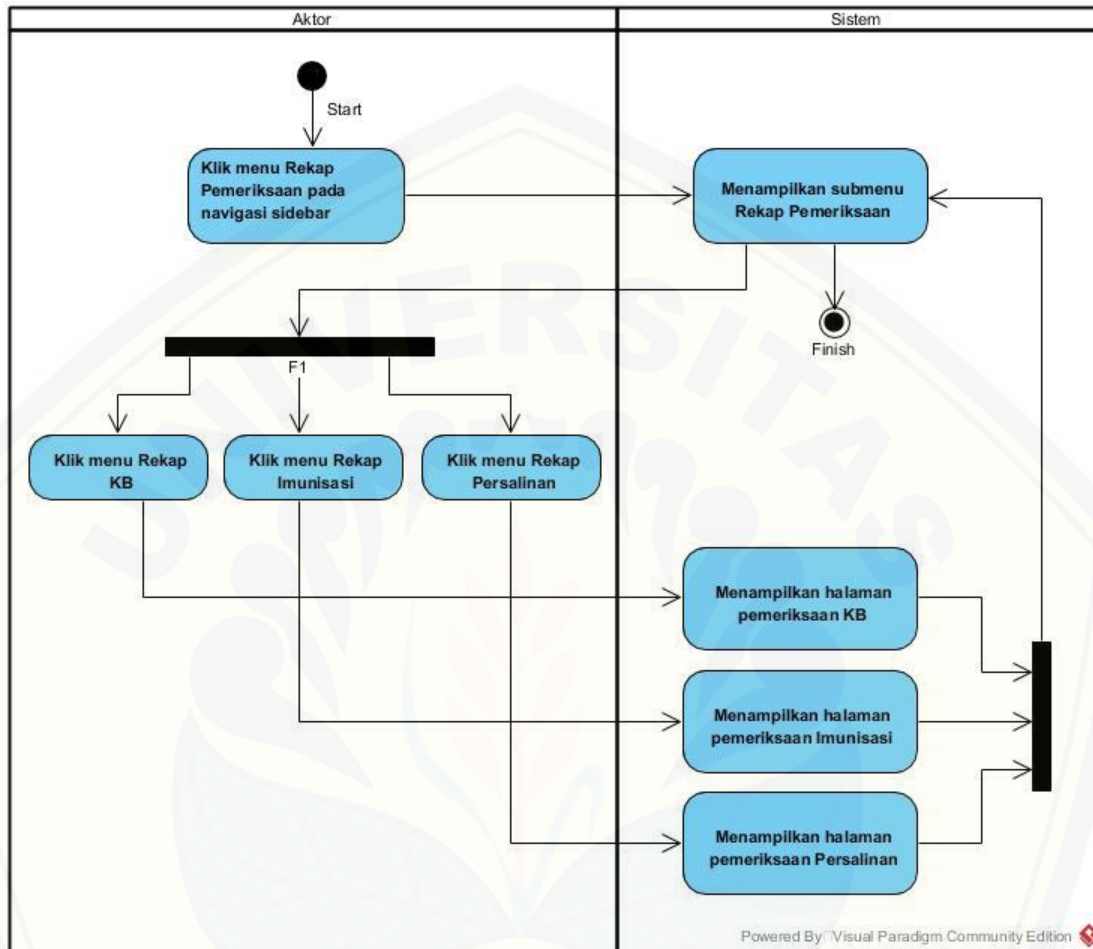 Aktor
Sistem
Start
Klik menu Rekap
Pemeriksaan pada
navigasi sidebar
Menampilkan submenu
Rekap Pemeriksaan
Finish
F1
Klik menu Rekap
KB
Klik menu Rekap
Imunisasi
Klik menu Rekap
Persalinan
Menampilkan halaman
pemeriksaan KB
Menampilkan halaman
pemeriksaan Imunisasi
Menampilkan halaman
pemeriksaan Persalinan
UNIVERSITAS
Powered By Visual Paradigm Community Edition